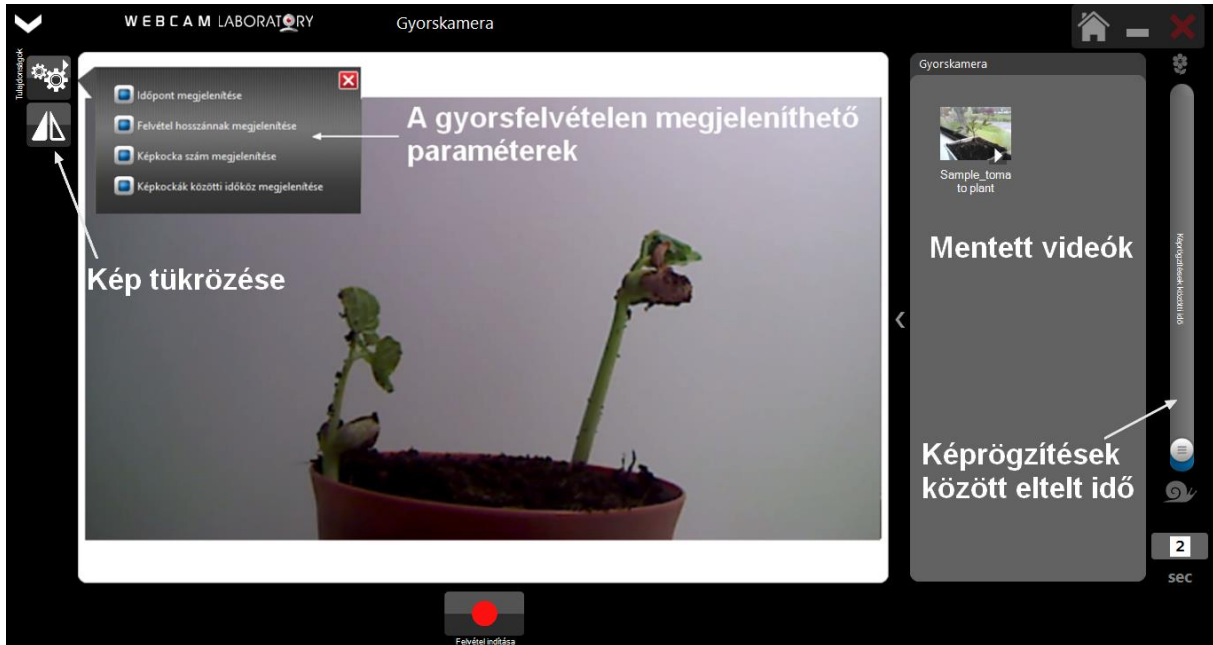 WEBCAM LABORATORY
Gyorskamera
Tulajdonságok
Időpont megjelenítése
Felvétel hosszánnak megjelenítése
Képkocka szám megjelenítése
Képkockák közötti időköz megjelenítése
A gyorsfelvételen megjeleníthető
paraméterek
Kép tükrözése
Gyorskamera
Sample_toma
to plant
Mentett videók
Képrögzítések közötti idő
Képrögzítések
között eltelt idő
2
sec
Felvétel indítása